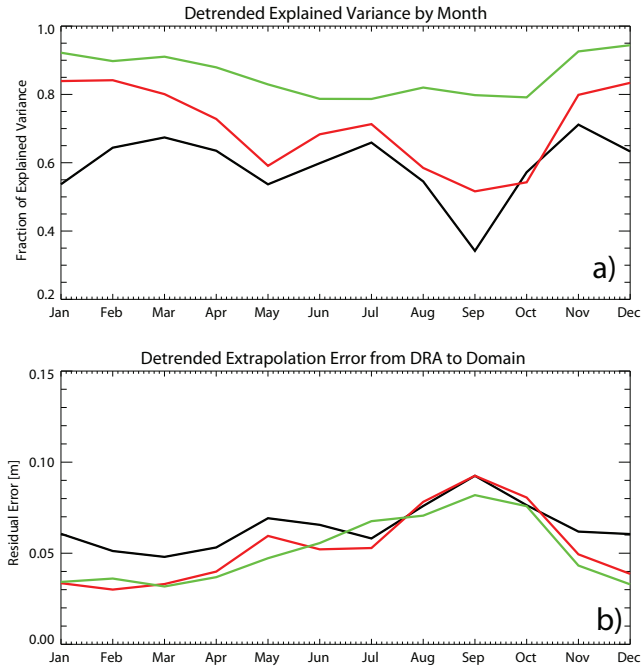 Detrended Explained Variance by Month
1.0
0.8
0.6
0.4
0.2
Fraction of Explained Variance
a)
Jan Feb Mar Apr May Jun Jul Aug Sep Oct Nov Dec
Detrended Extrapolation Error from DRA to Domain
0.15
0.10
0.05
0.00
Residual Error [m]
b)
Jan Feb Mar Apr May Jun Jul Aug Sep Oct Nov Dec